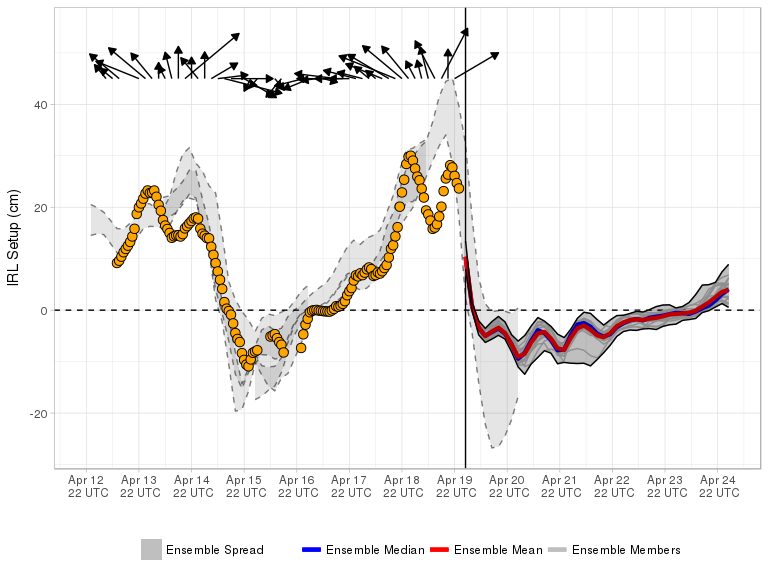 IRL Setup (cm)
40
20
0
-20
Apr 12 Apr 13 Apr 14 Apr 15 Apr 16 Apr 17 Apr 18 Apr 19 Apr 20 Apr 21 Apr 22 Apr 23 Apr 24
22 UTC 22 UTC 22 UTC 22 UTC 22 UTC 22 UTC 22 UTC 22 UTC 22 UTC 22 UTC 22 UTC 22 UTC 22 UTC
Ensemble Spread Ensemble Median Ensemble Mean Ensemble Members